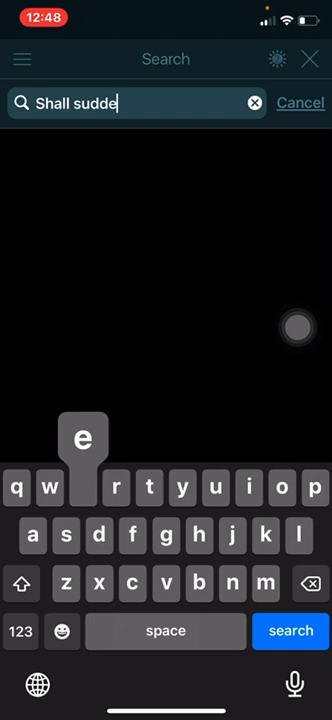 12:48
Search
Shall sudde
Cancel
e
q w r t y u i o p
a s d f g h j k l
z x c v b n m
123 space search